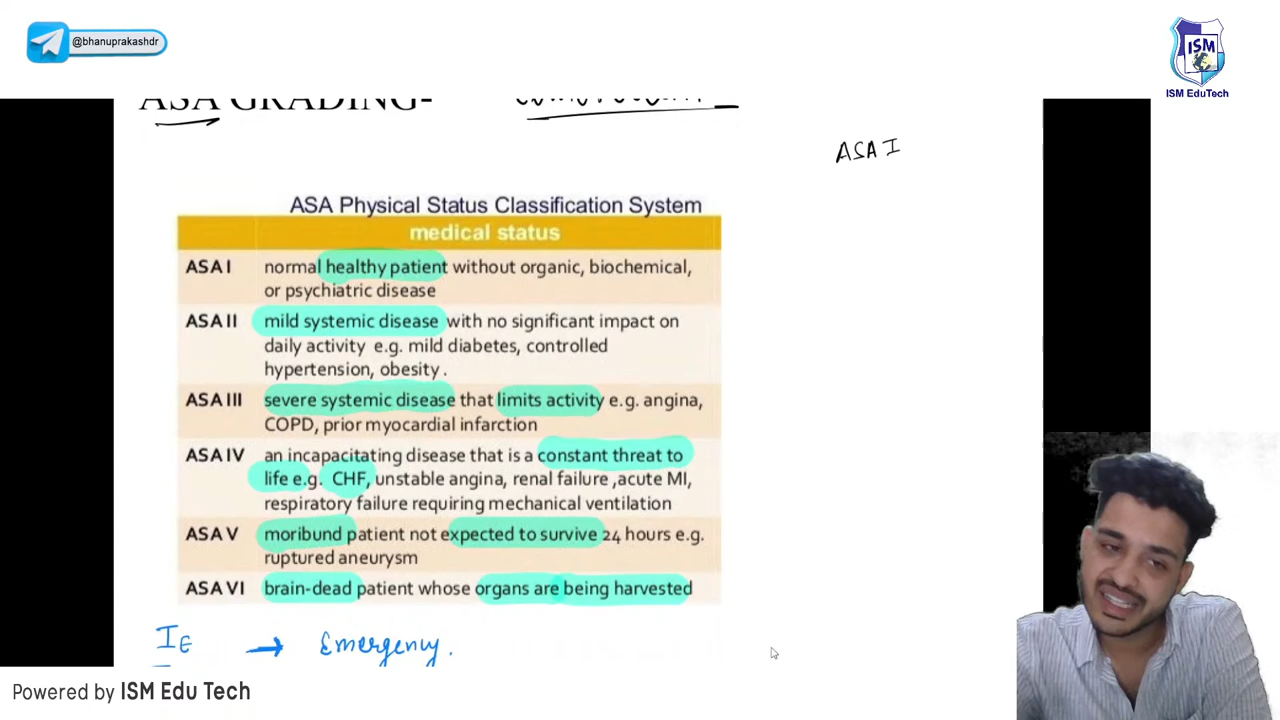 @bhanuprakashdr
ISM
ISM EduTech
ASA GRADING-
ASA I
ASA Physical Status Classification System
medical status
ASA I normal healthy patient without organic, biochemical,
or psychiatric disease
ASA II mild systemic disease with no significant impact on
daily activity e.g. mild diabetes, controlled
hypertension, obesity .
ASA III severe systemic disease that limits activity e.g. angina,
COPD, prior myocardial infarction
ASA IV an incapacitating disease that is a constant threat to
life e.g. CHF, unstable angina, renal failure ,acute MI,
respiratory failure requiring mechanical ventilation
ASA V moribund patient not expected to survive 24 hours e.g.
ruptured aneurysm
ASA VI brain-dead patient whose organs are being harvested
IE → Emergency.
Powered by ISM Edu Tech